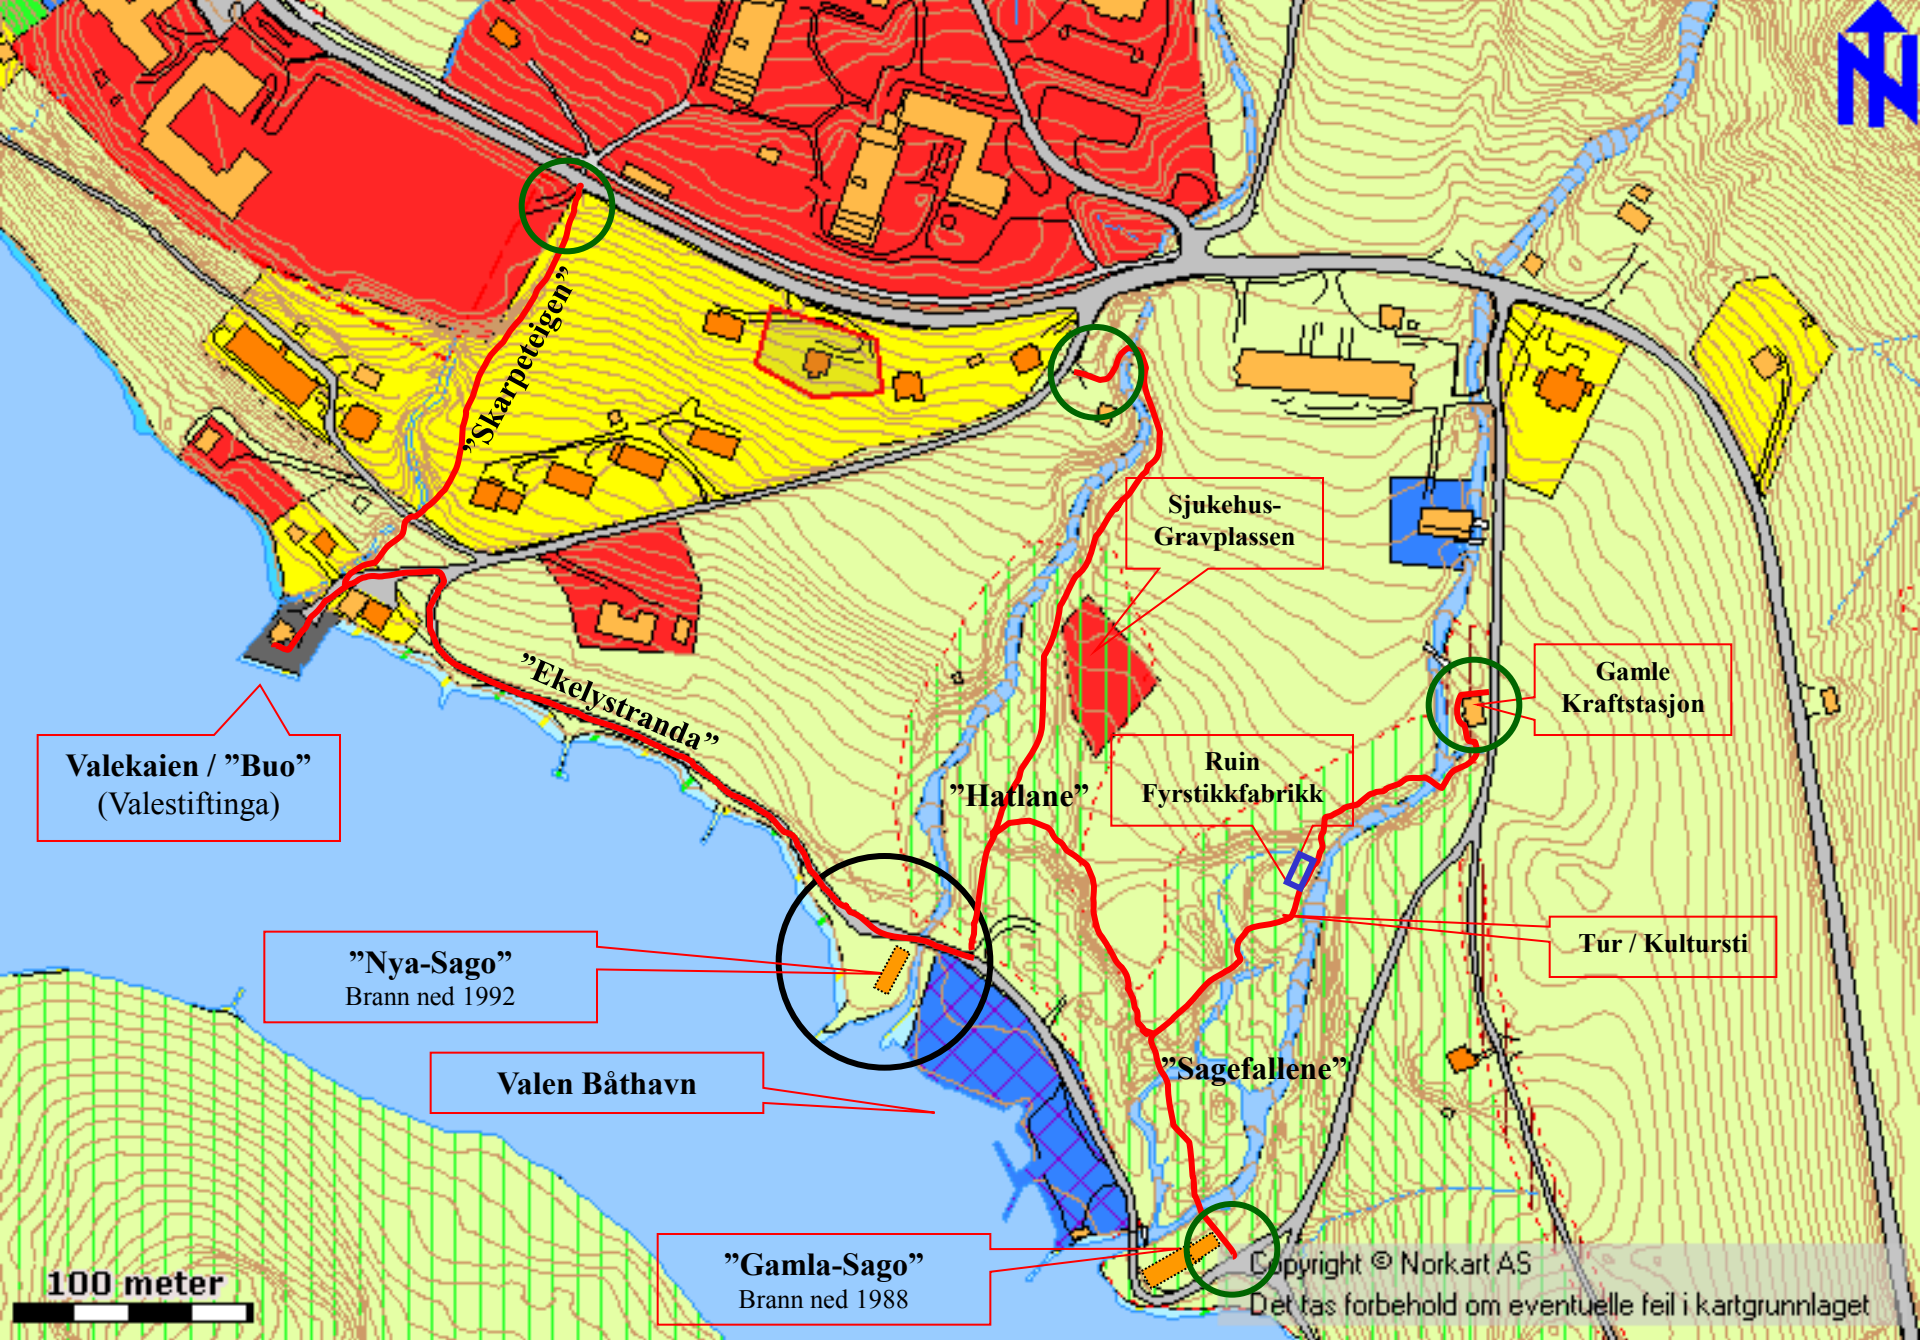 N
”Skarpeteigen”
Sjukehus-
Gravplassen
”Ekelystranda”
Gamle
Kraftstasjon
Valekaien / ”Buo”
(Valestiftinga)
Ruin
Fyrstikkfabrikk
”Hatlane”
”Nya-Sago”
Brann ned 1992
Tur / Kultursti
Valen Båthavn
”Sagefallene”
”Gamla-Sago”
Brann ned 1988
100 meter
Copyright © Norkart AS
Det tas forbehold om eventuelle feil i kartgrunnlaget